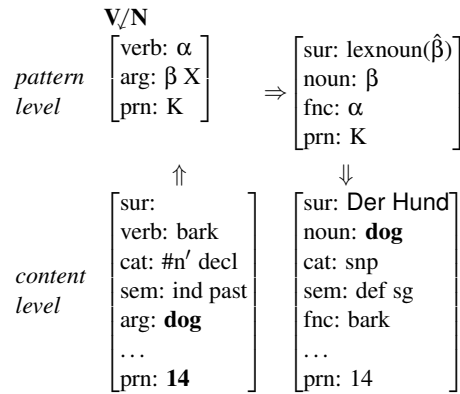 V↙/N
pattern level
[verb: α
arg: β X
prn: K]
⇒
[sur: lexnoun(β̂)
noun: β
fnc: α
prn: K]
⇑ ⇓
content level
[sur:
verb: bark
cat: #n′ decl
sem: ind past
arg: dog
…
prn: 14]
[sur: Der Hund
noun: dog
cat: snp
sem: def sg
fnc: bark
…
prn: 14]